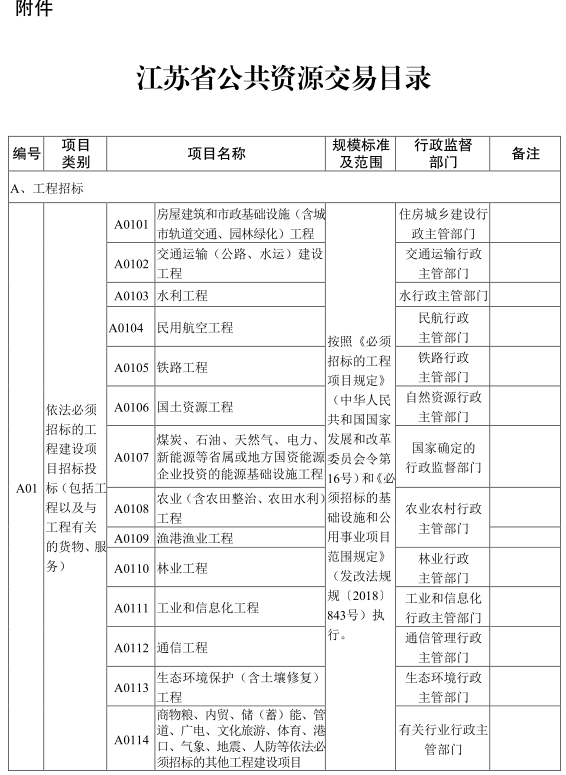 附件
江苏省公共资源交易目录
编号
项目
类别
项目名称
规模标准
及范围
行政监督
部门
备注
A、工程招标
A01
依法必须
招标的工
程建设项
目招标投
标（包括工
程以及与
工程有关
的货物、服
务）
A0101
房屋建筑和市政基础设施（含城
市轨道交通、园林绿化）工程
A0102
交通运输（公路、水运）建设
工程
A0103
水利工程
A0104
民用航空工程
A0105
铁路工程
A0106
国土资源工程
A0107
煤炭、石油、天然气、电力、
新能源等省属或地方国资能源
企业投资的能源基础设施工程
A0108
农业（含农田整治、农田水利）
工程
A0109
渔港渔业工程
A0110
林业工程
A0111
工业和信息化工程
A0112
通信工程
A0113
生态环境保护（含土壤修复）
工程
A0114
商物粮、内贸、储（蓄）能、管
道、广电、文化旅游、体育、港
口、气象、地震、人防等依法必
须招标的其他工程建设项目
按照《必须
招标的工程
项目规定》
（中华人民
共和国国家
发展和改革
委员会令第
16号）和《必
须招标的基
础设施和公
用事业项目
范围规定》
（发改法规
规〔2018〕
843号）执
行。
住房城乡建设行
政主管部门
交通运输行政
主管部门
水行政主管部门
民航行政
主管部门
铁路行政
主管部门
自然资源行政
主管部门
国家确定的
行政监督部门
农业农村行政
主管部门
林业行政
主管部门
工业和信息化
行政主管部门
通信管理行政
主管部门
生态环境行政
主管部门
有关行业行政主
管部门